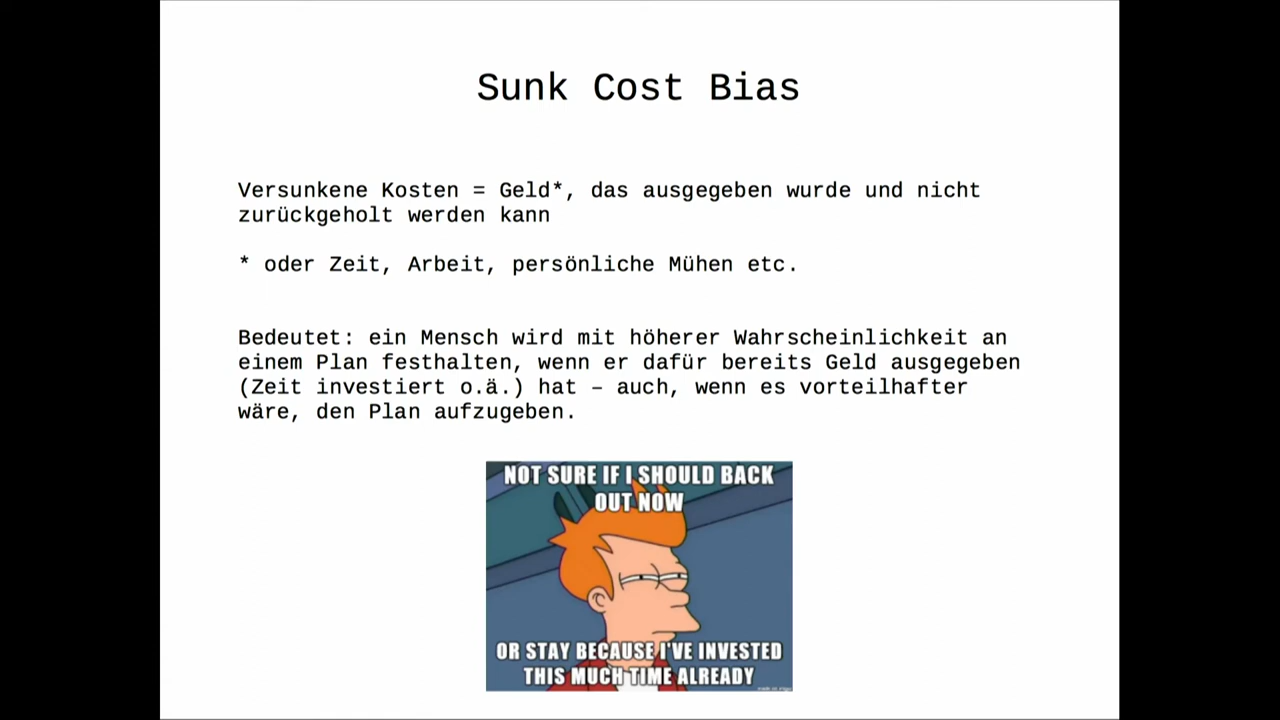 Sunk Cost Bias
Versunkene Kosten = Geld*, das ausgegeben wurde und nicht
zurückgeholt werden kann
* oder Zeit, Arbeit, persönliche Mühen etc.
Bedeutet: ein Mensch wird mit höherer Wahrscheinlichkeit an
einem Plan festhalten, wenn er dafür bereits Geld ausgegeben
(Zeit investiert o.ä.) hat – auch, wenn es vorteilhafter
wäre, den Plan aufzugeben.
NOT SURE IF I SHOULD BACK
OUT NOW
OR STAY BECAUSE I'VE INVESTED
THIS MUCH TIME ALREADY